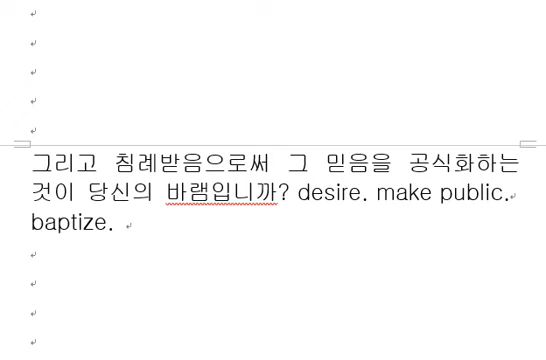 그리고 침례받음으로써 그 믿음을 공식화하는
것이 당신의 바램입니까? desire. make public.
baptize.